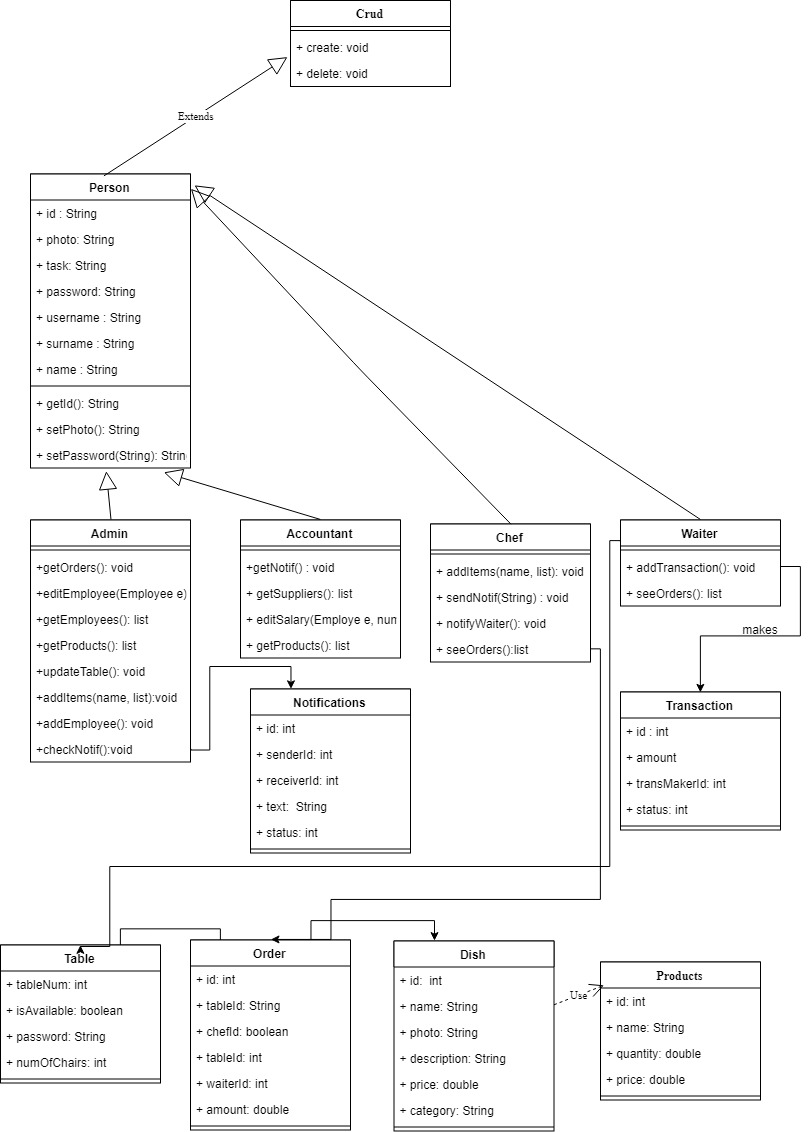 Crud
+ create: void
+ delete: void
Extends
Person
+ id : String
+ photo: String
+ task: String
+ password: String
+ username : String
+ surname : String
+ name : String
+ getId(): String
+ setPhoto(): String
+ setPassword(String): Strin
Admin
+getOrders(): void
+editEmployee(Employee e)
+getEmployees(): list
+getProducts(): list
+updateTable(): void
+addItems(name, list):void
+addEmployee(): void
+checkNotif():void
Accountant
+getNotif() : void
+ getSuppliers(): list
+ editSalary(Employe e, num
+ getProducts(): list
Chef
+ addItems(name, list): void
+ sendNotif(String) : void
+ notifyWaiter(): void
+ seeOrders():list
Waiter
+ addTransaction(): void
+ seeOrders(): list
makes
Notifications
+ id: int
+ senderId: int
+ receiverId: int
+ text:  String
+ status: int
Transaction
+ id : int
+ amount
+ transMakerId: int
+ status: int
Table
+ tableNum: int
+ isAvailable: boolean
+ password: String
+ numOfChairs: int
Order
+ id: int
+ tableId: String
+ chefId: boolean
+ tableId: int
+ waiterId: int
+ amount: double
Dish
+ id:  int
+ name: String
+ photo: String
+ description: String
+ price: double
+ category: String
Use
Products
+ id: int
+ name: String
+ quantity: double
+ price: double